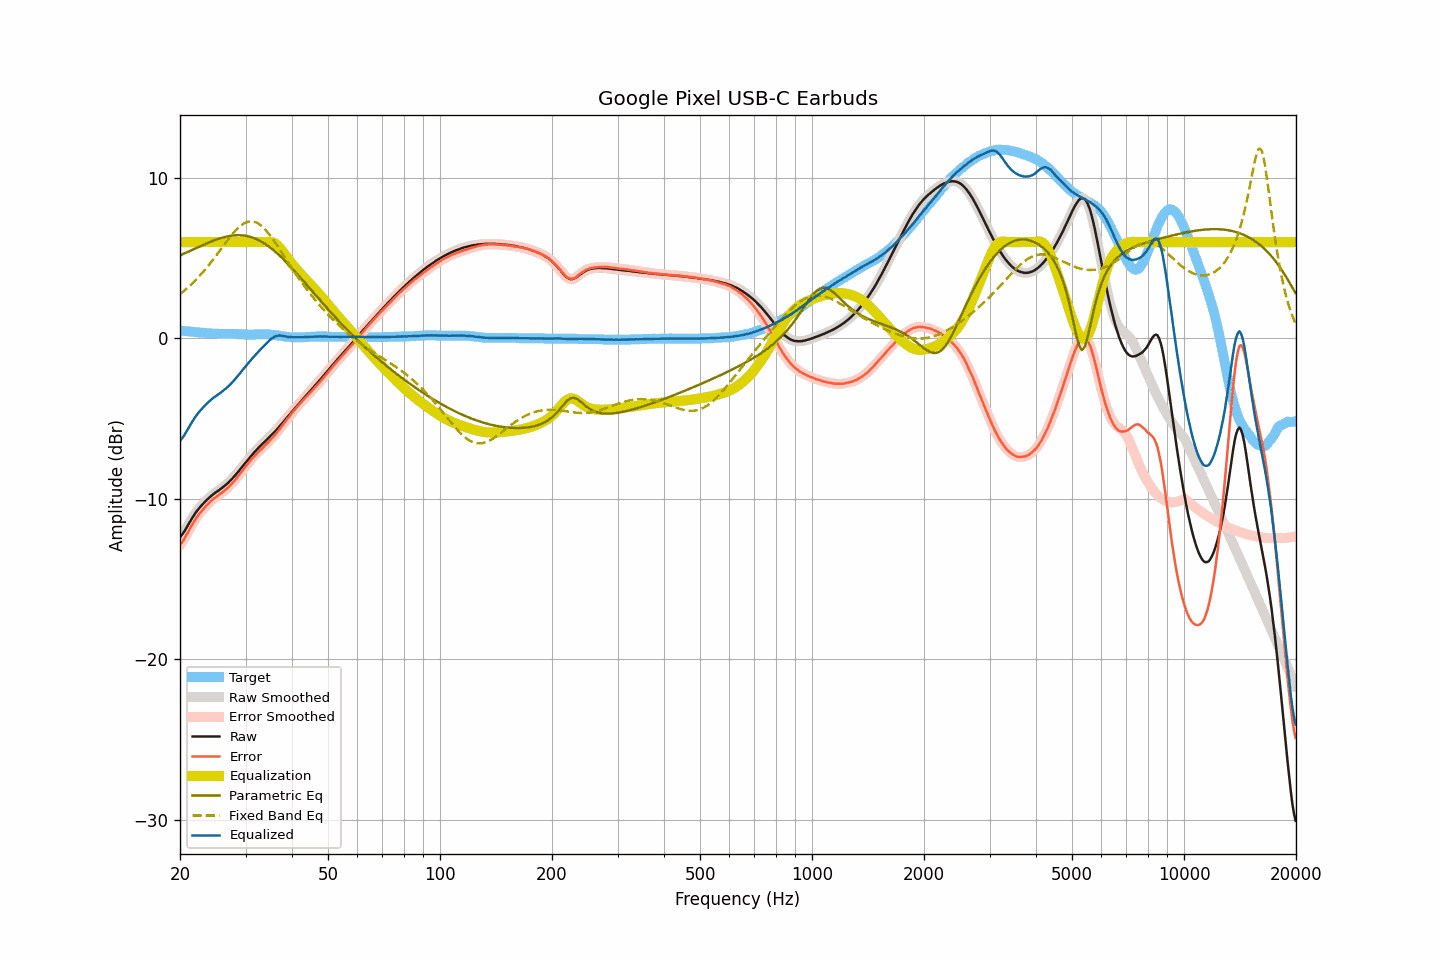 Google Pixel USB-C Earbuds
10
0
−10
−20
−30
Amplitude (dBr)
Target
Raw Smoothed
Error Smoothed
Raw
Error
Equalization
Parametric Eq
Fixed Band Eq
Equalized
20 50 100 200 500 1000 2000 5000 10000 20000
Frequency (Hz)